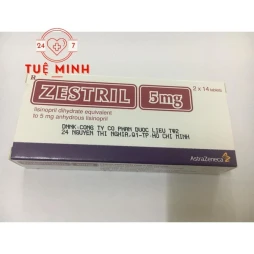 24 7
TUỆ MINH
ZESTRIL 5mg
2 x 14 tablets
lisinopril dihydrate equivalent
to 5 mg anhydrous lisinopril
DNNK:CONG TY CO PHAN DUOC LIEU TW2
24 NGUYEN THI NGHIA.Q1-TP.HO CHI MINH.
AstraZeneca